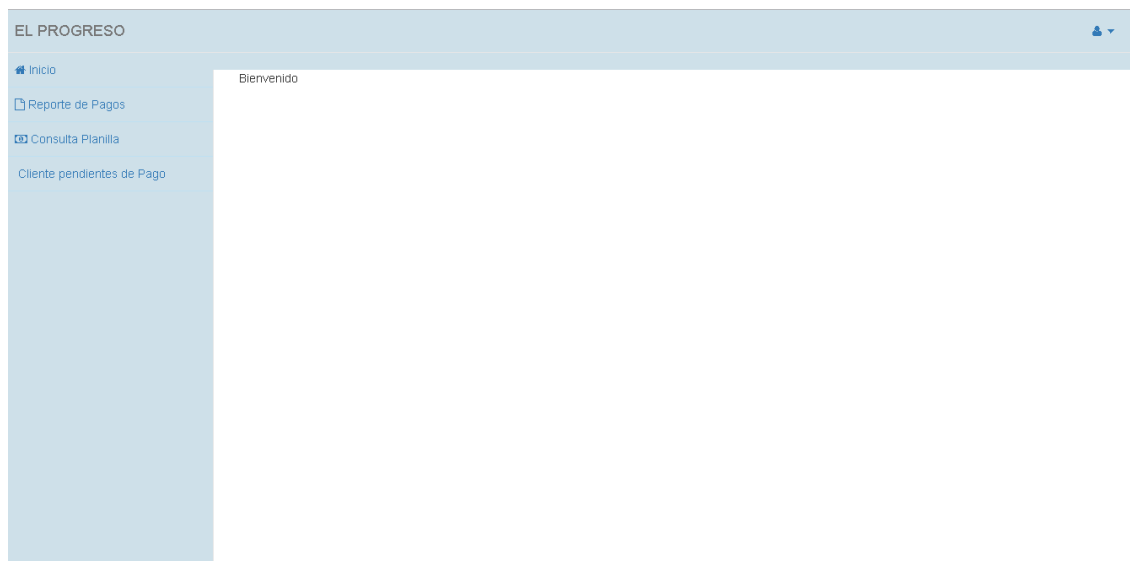 EL PROGRESO
Inicio
Reporte de Pagos
Consulta Planilla
Cliente pendientes de Pago
Bienvenido